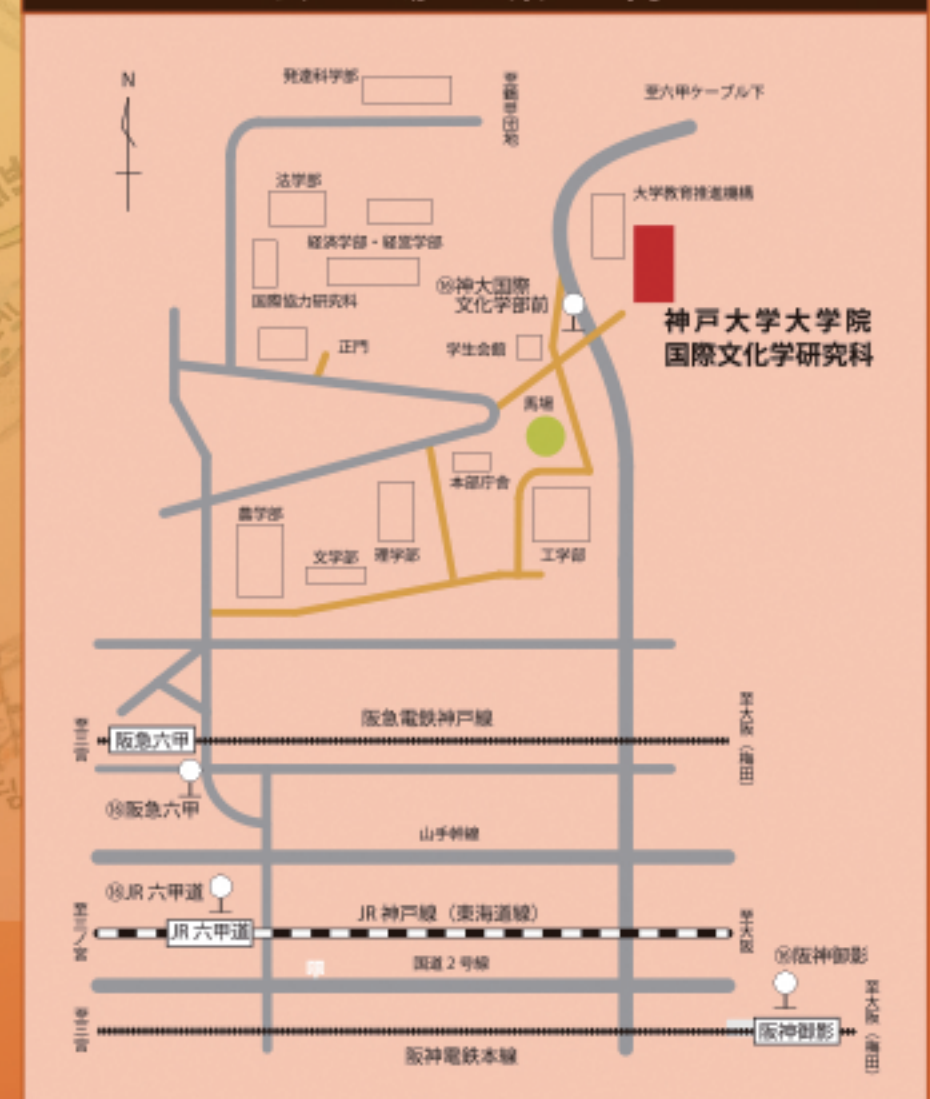 N
発達科学部
至鶴甲団地
至六甲ケーブル下
法学部
大学教育推進機構
経済学部・経営学部
⑯神大国際
文化学部前
国際協力研究科
神戸大学大学院
国際文化学研究科
正門
学生会館
馬場
本部庁舎
農学部
文学部
理学部
工学部
阪急電鉄神戸線
至大阪（梅田）
至三宮
阪急六甲
⑯阪急六甲
山手幹線
⑯JR 六甲道
JR 神戸線（東海道線）
至三ノ宮
JR 六甲道
至大阪
国道２号線
⑯阪神御影
至三宮
阪神御影
至大阪（梅田）
阪神電鉄本線